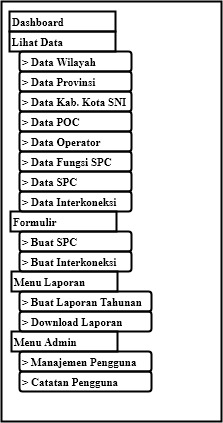 Dashboard
Lihat Data
> Data Wilayah
> Data Provinsi
> Data Kab. Kota SNI
> Data POC
> Data Operator
> Data Fungsi SPC
> Data SPC
> Data Interkoneksi
Formulir
> Buat SPC
> Buat Interkoneksi
Menu Laporan
> Buat Laporan Tahunan
> Download Laporan
Menu Admin
> Manajemen Pengguna
> Catatan Pengguna